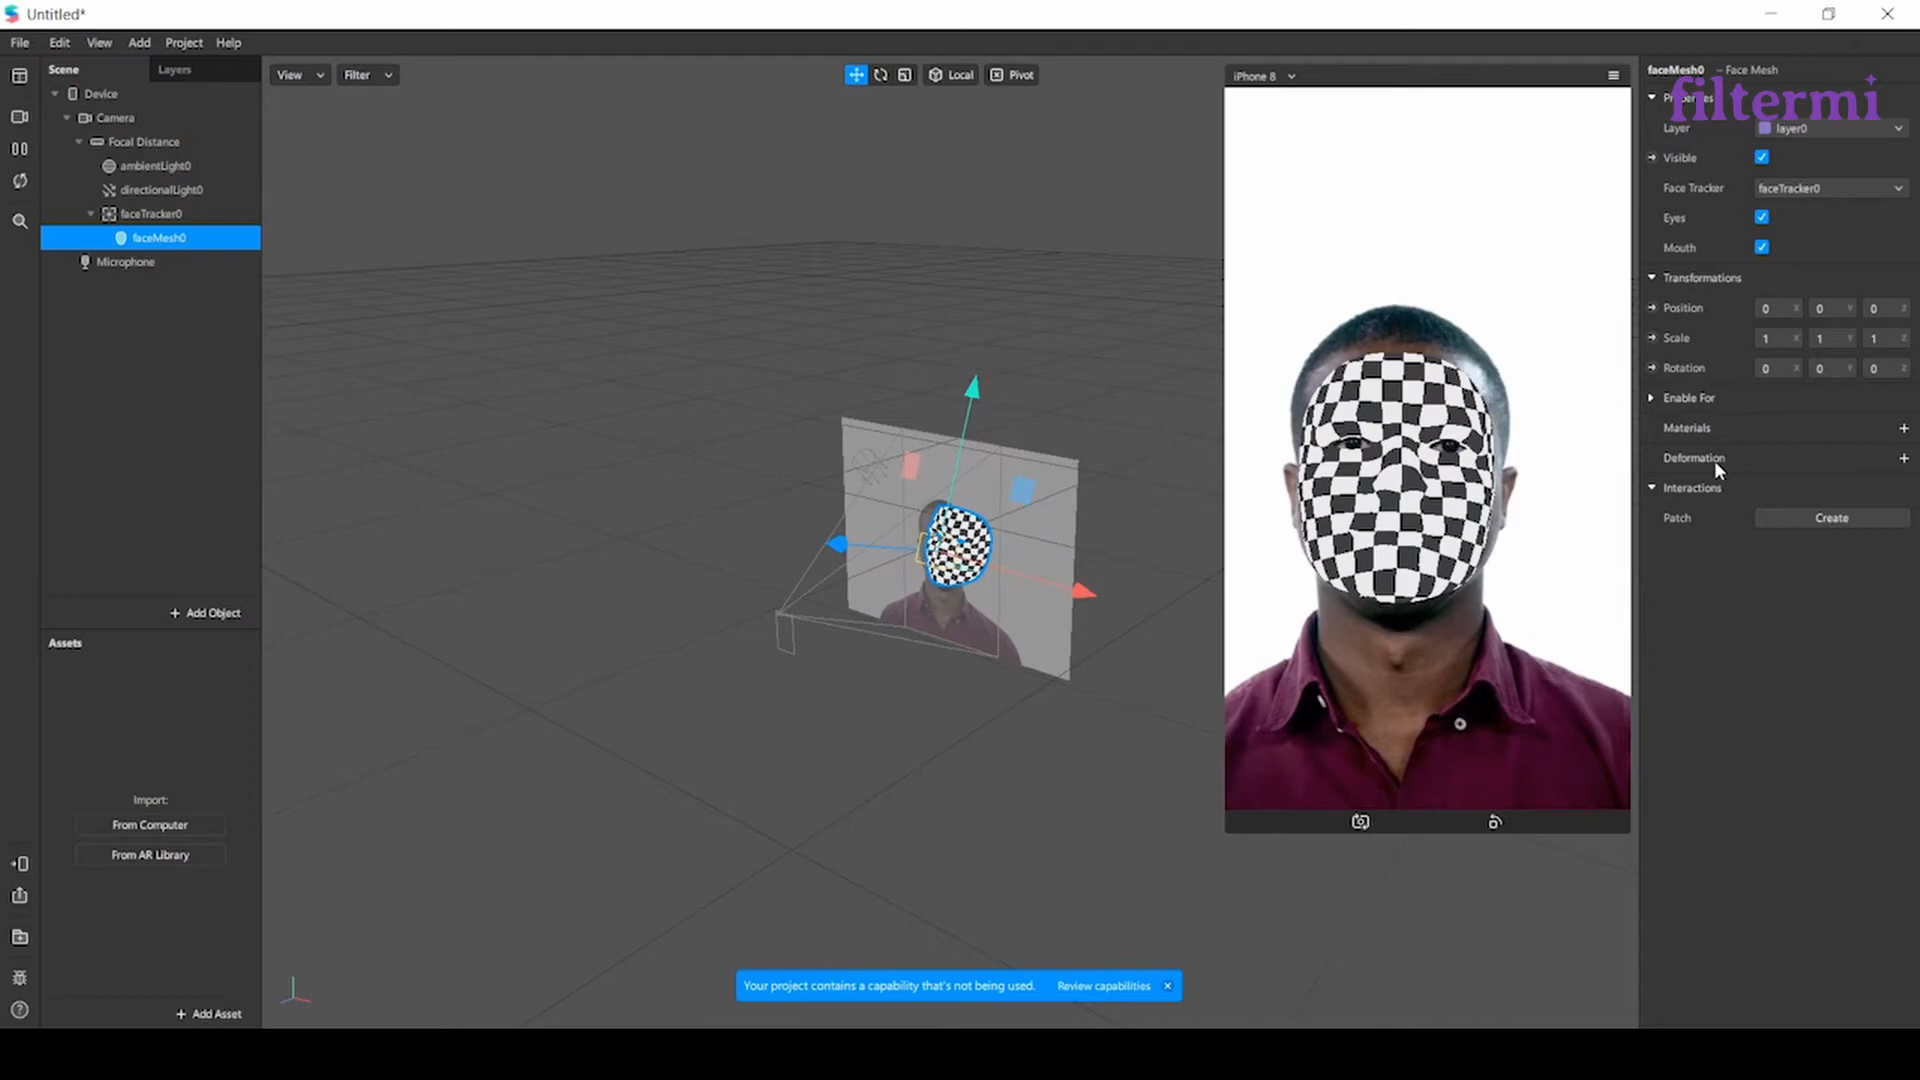 Untitled*
File Edit View Add Project Help
Scene Layers
Device
Camera
Focal Distance
ambientLight0
directionalLight0
faceTracker0
faceMesh0
Microphone
+ Add Object
Assets
Import:
From Computer
From AR Library
+ Add Asset
View Filter
Local Pivot
iPhone 8
Your project contains a capability that's not being used. Review capabilities
faceMesh0 – Face Mesh
filtermi
Properties
Layer layer0
Visible
Face Tracker faceTracker0
Eyes
Mouth
Transformations
Position 0 X 0 Y 0 Z
Scale 1 X 1 Y 1 Z
Rotation 0 X 0 Y 0 Z
Enable For
Materials +
Deformation +
Interactions
Patch Create